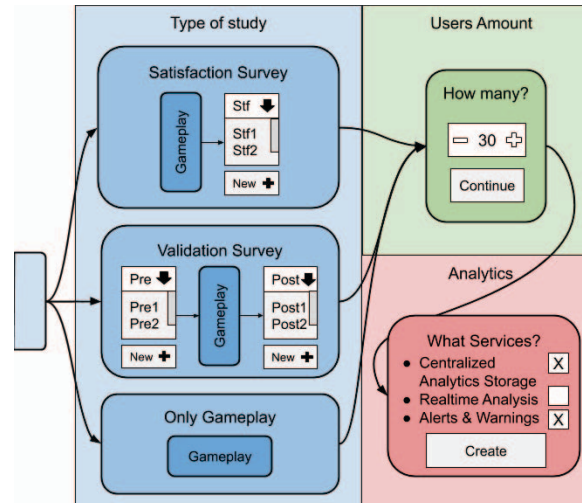 Type of study
Satisfaction Survey
Gameplay
Stf
Stf1
Stf2
New
Validation Survey
Pre
Pre1
Pre2
New
Gameplay
Post
Post1
Post2
New
Only Gameplay
Gameplay
Users Amount
How many?
30
Continue
Analytics
What Services?
Centralized X
Analytics Storage
Realtime Analysis
Alerts & Warnings X
Create